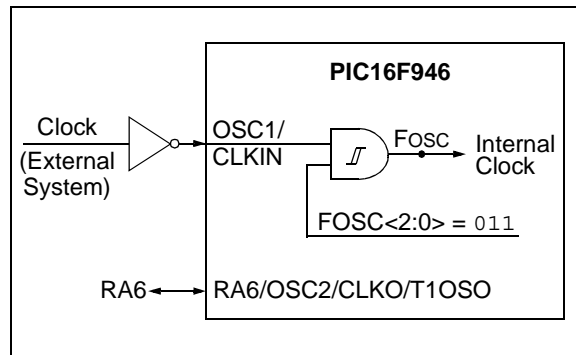 PIC16F946
Clock
(External
System)
OSC1/
CLKIN
FOSC
Internal
Clock
FOSC<2:0> = 011
RA6
RA6/OSC2/CLKO/T1OSO